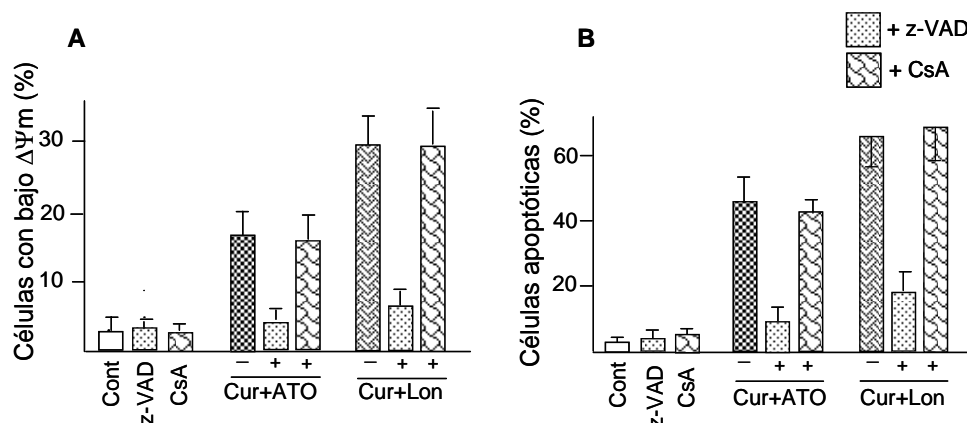 A
Células con bajo ΔΨm (%)
30
20
10
Cont
z-VAD
CsA
− + +
Cur+ATO
− + +
Cur+Lon
B
+ z-VAD
+ CsA
Células apoptóticas (%)
60
40
20
Cont
z-VAD
CsA
− + +
Cur+ATO
− + +
Cur+Lon